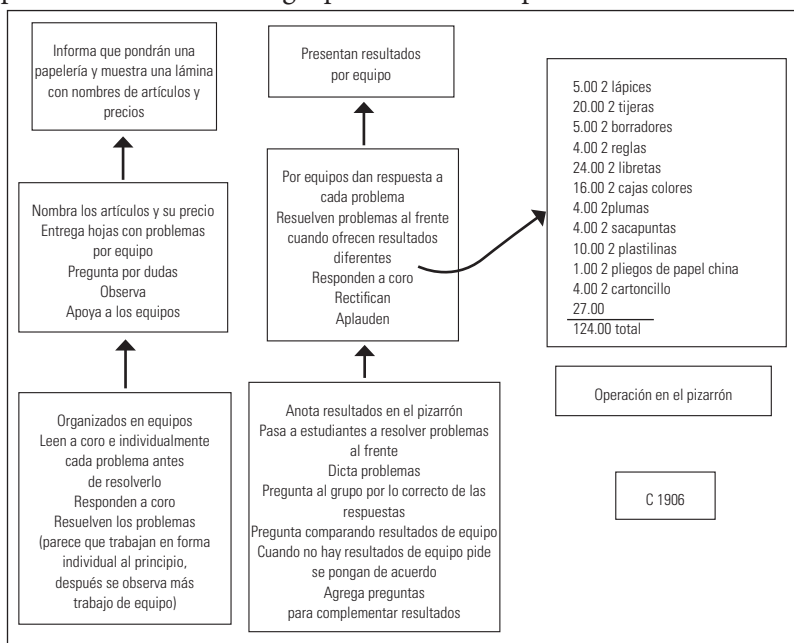 Informa que pondrán una
papelería y muestra una lámina
con nombres de artículos y
precios
Nombra los artículos y su precio
Entrega hojas con problemas
por equipo
Pregunta por dudas
Observa
Apoya a los equipos
Organizados en equipos
Leen a coro e individualmente
cada problema antes
de resolverlo
Responden a coro
Resuelven los problemas
(parece que trabajan en forma
individual al principio,
después se observa más
trabajo de equipo)
Presentan resultados
por equipo
Por equipos dan respuesta a
cada problema
Resuelven problemas al frente
cuando ofrecen resultados
diferentes
Responden a coro
Rectifican
Aplauden
Anota resultados en el pizarrón
Pasa a estudiantes a resolver problemas
al frente
Dicta problemas
Pregunta al grupo por lo correcto de las
respuestas
Pregunta comparando resultados de equipo
Cuando no hay resultados de equipo pide
se pongan de acuerdo
Agrega preguntas
para complementar resultados
5.00 2 lápices
20.00 2 tijeras
5.00 2 borradores
4.00 2 reglas
24.00 2 libretas
16.00 2 cajas colores
4.00 2plumas
4.00 2 sacapuntas
10.00 2 plastilinas
1.00 2 pliegos de papel china
4.00 2 cartoncillo
27.00
124.00 total
Operación en el pizarrón
C 1906